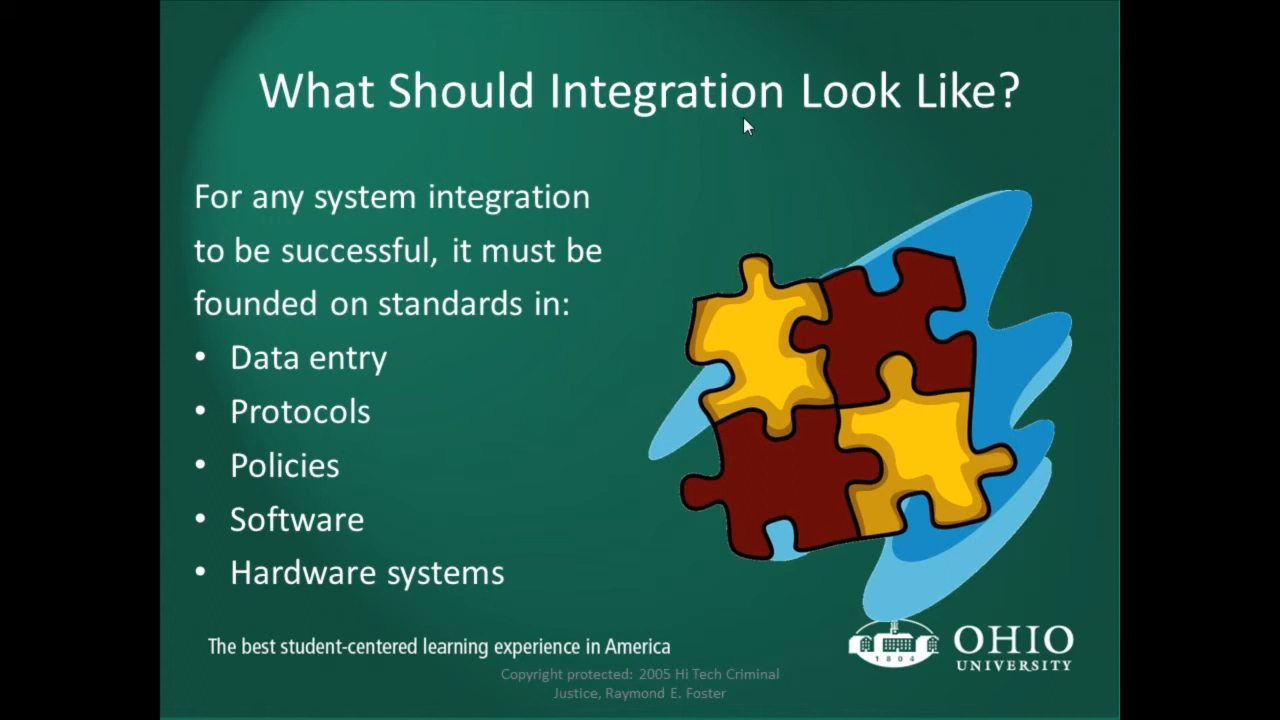 What Should Integration Look Like?
For any system integration
to be successful, it must be
founded on standards in:
• Data entry
• Protocols
• Policies
• Software
• Hardware systems
The best student-centered learning experience in America
1804
OHIO
UNIVERSITY
Copyright protected: 2005 Hi Tech Criminal
Justice, Raymond E. Foster